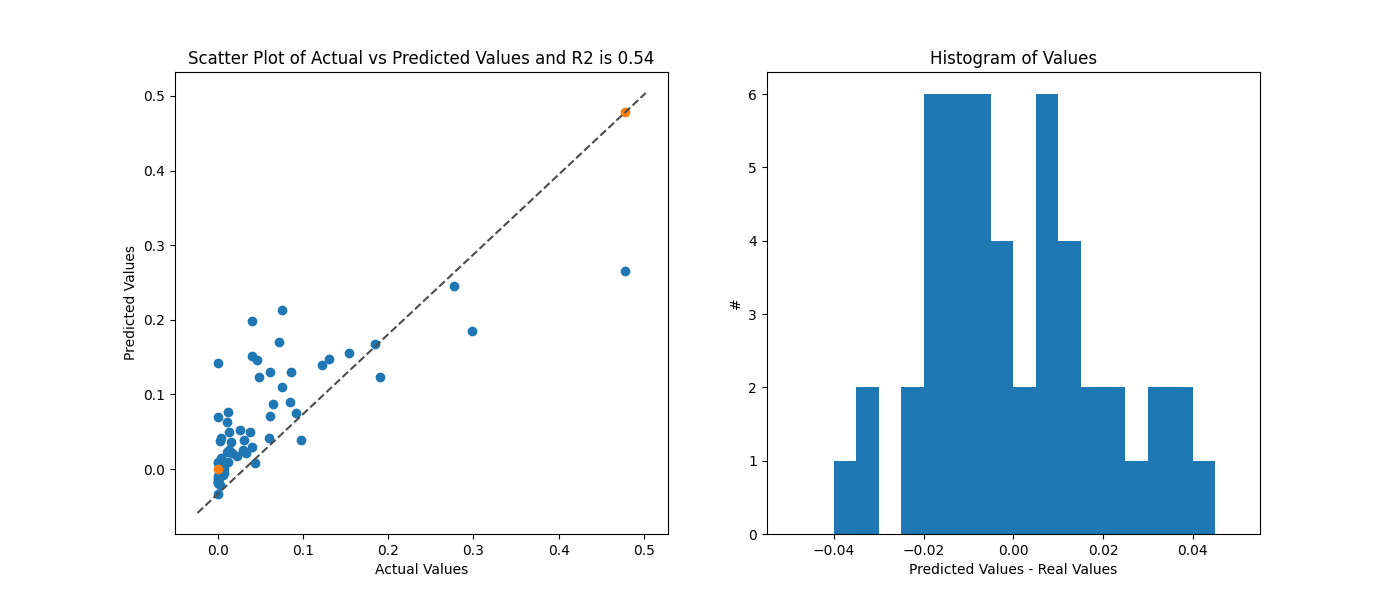 Scatter Plot of Actual vs Predicted Values and R2 is 0.54
0.5
0.4
0.3
0.2
0.1
0.0
Predicted Values
0.0 0.1 0.2 0.3 0.4 0.5
Actual Values
Histogram of Values
6
5
4
3
2
1
0
#
−0.04 −0.02 0.00 0.02 0.04
Predicted Values - Real Values